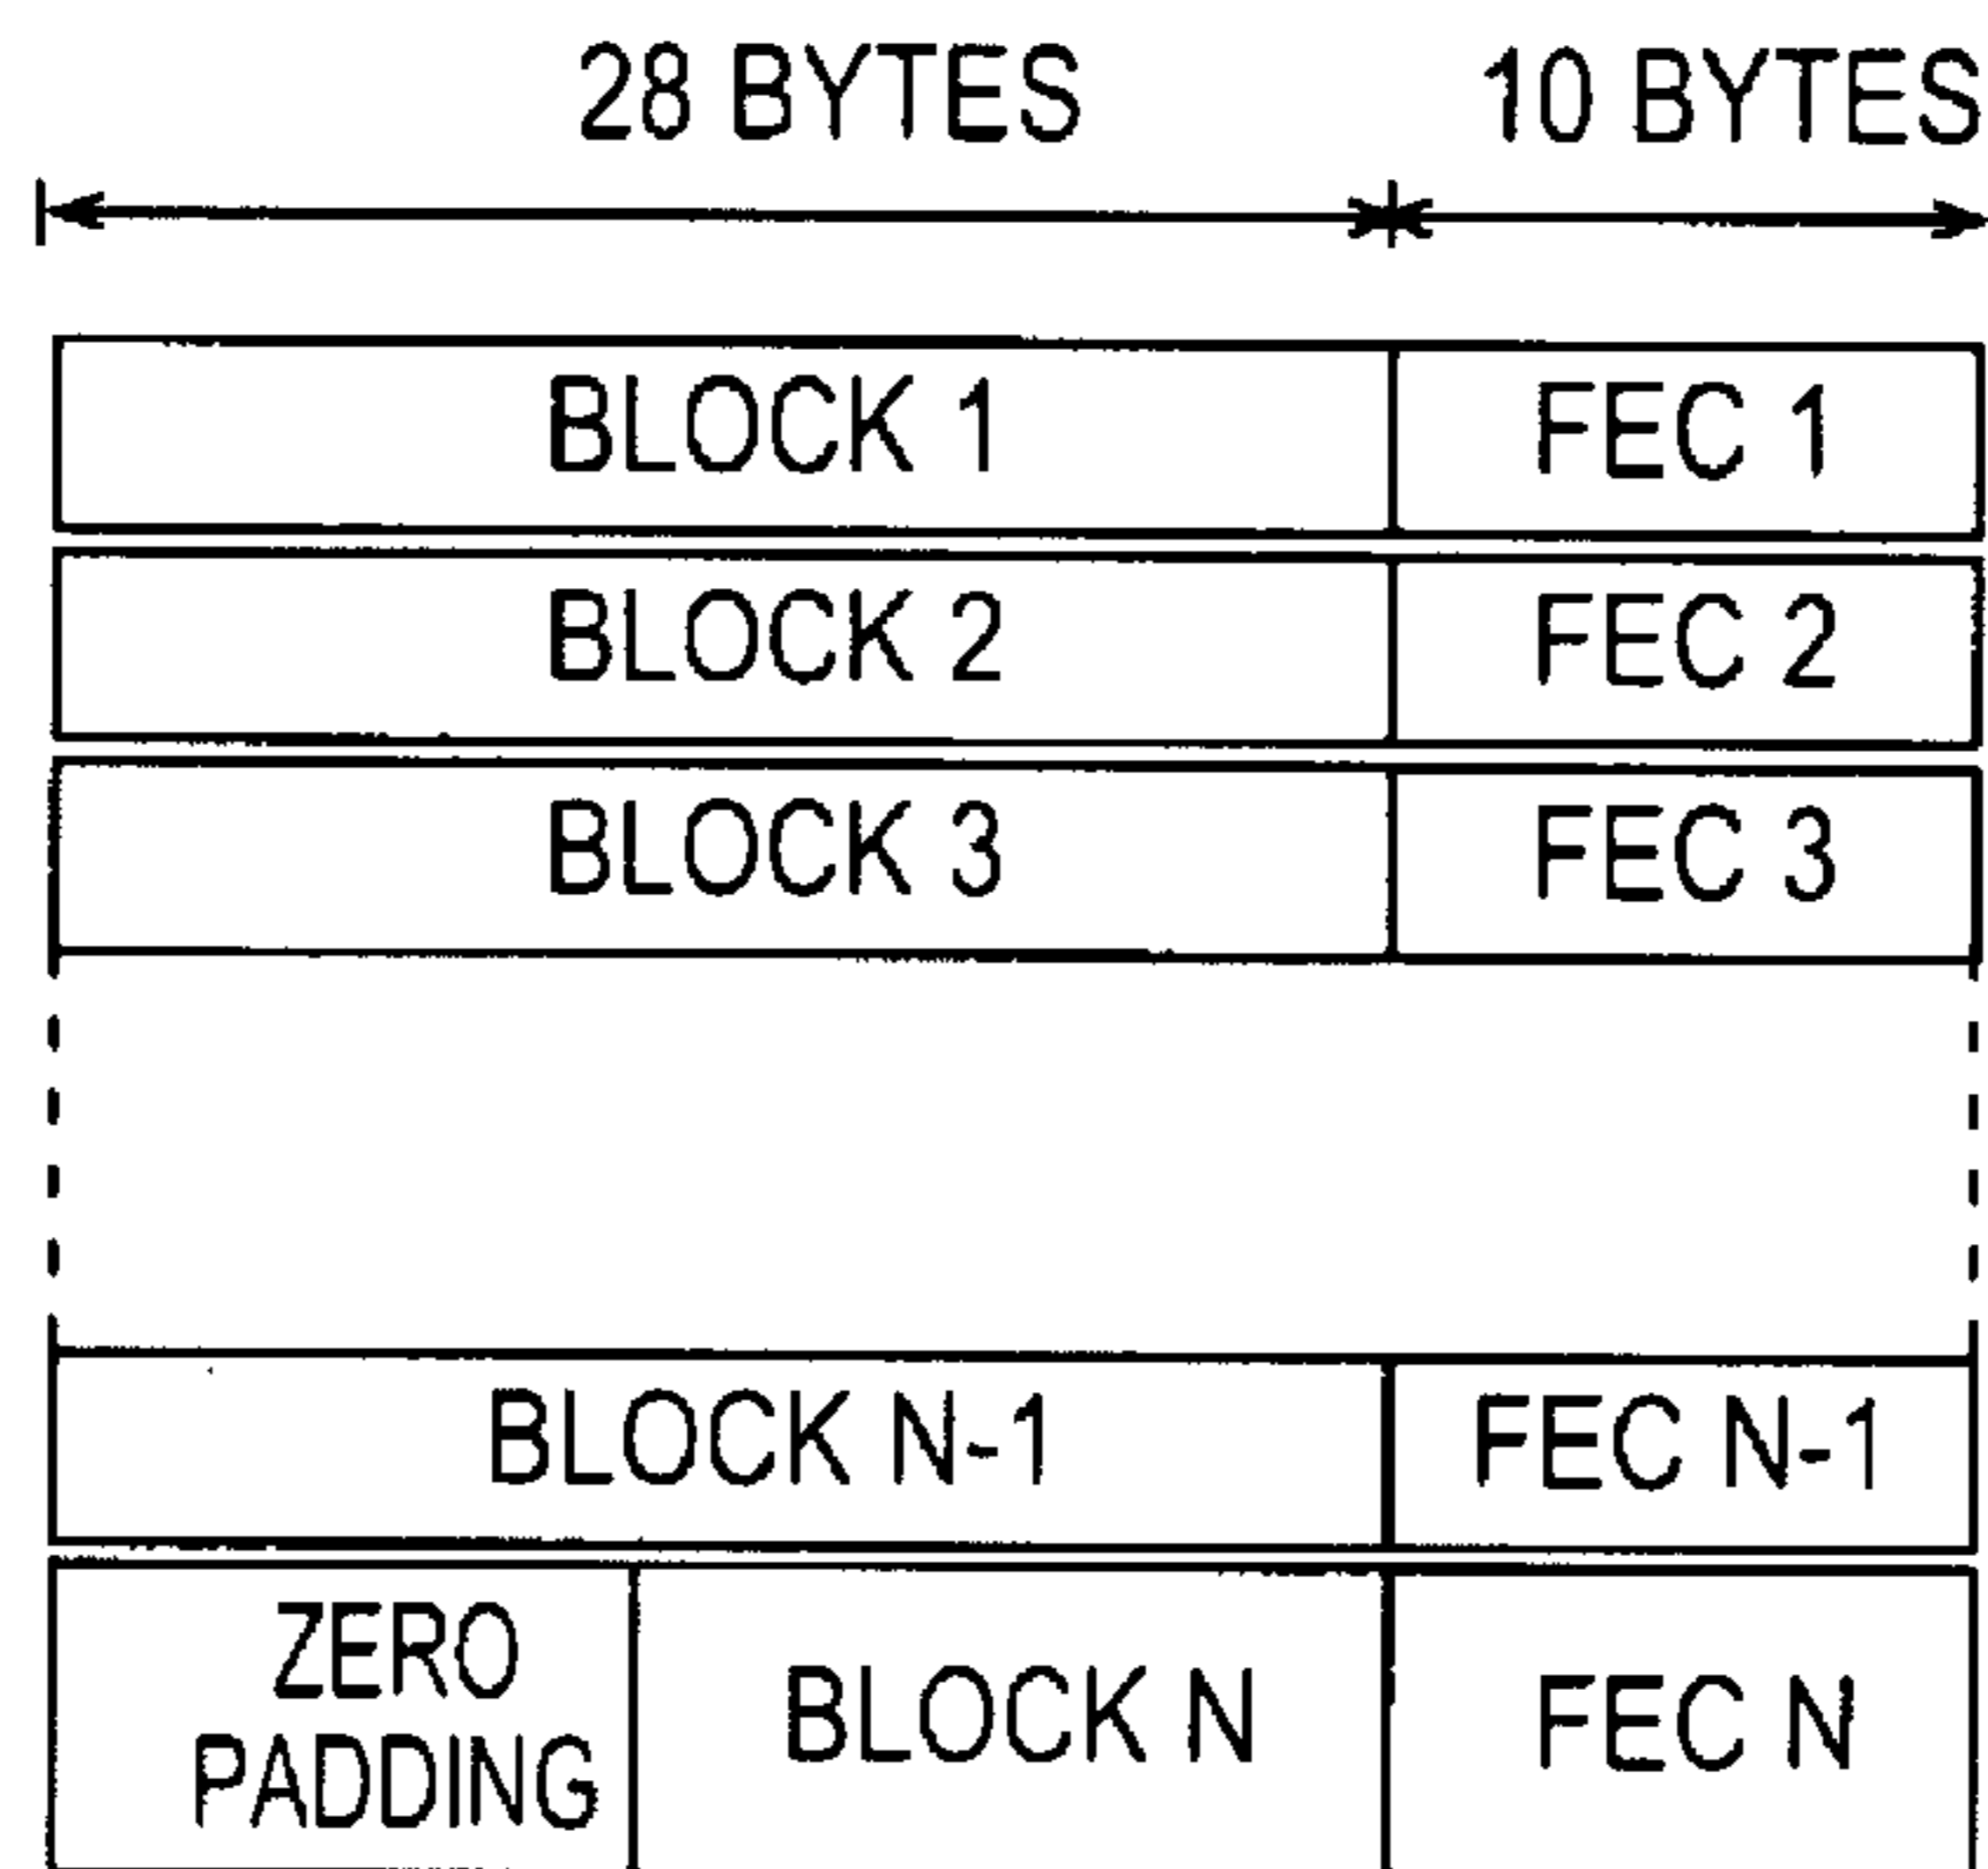 28 BYTES 10 BYTES
BLOCK 1 FEC 1
BLOCK 2 FEC 2
BLOCK 3 FEC 3
BLOCK N-1 FEC N-1
ZERO
PADDING
BLOCK N
FEC N